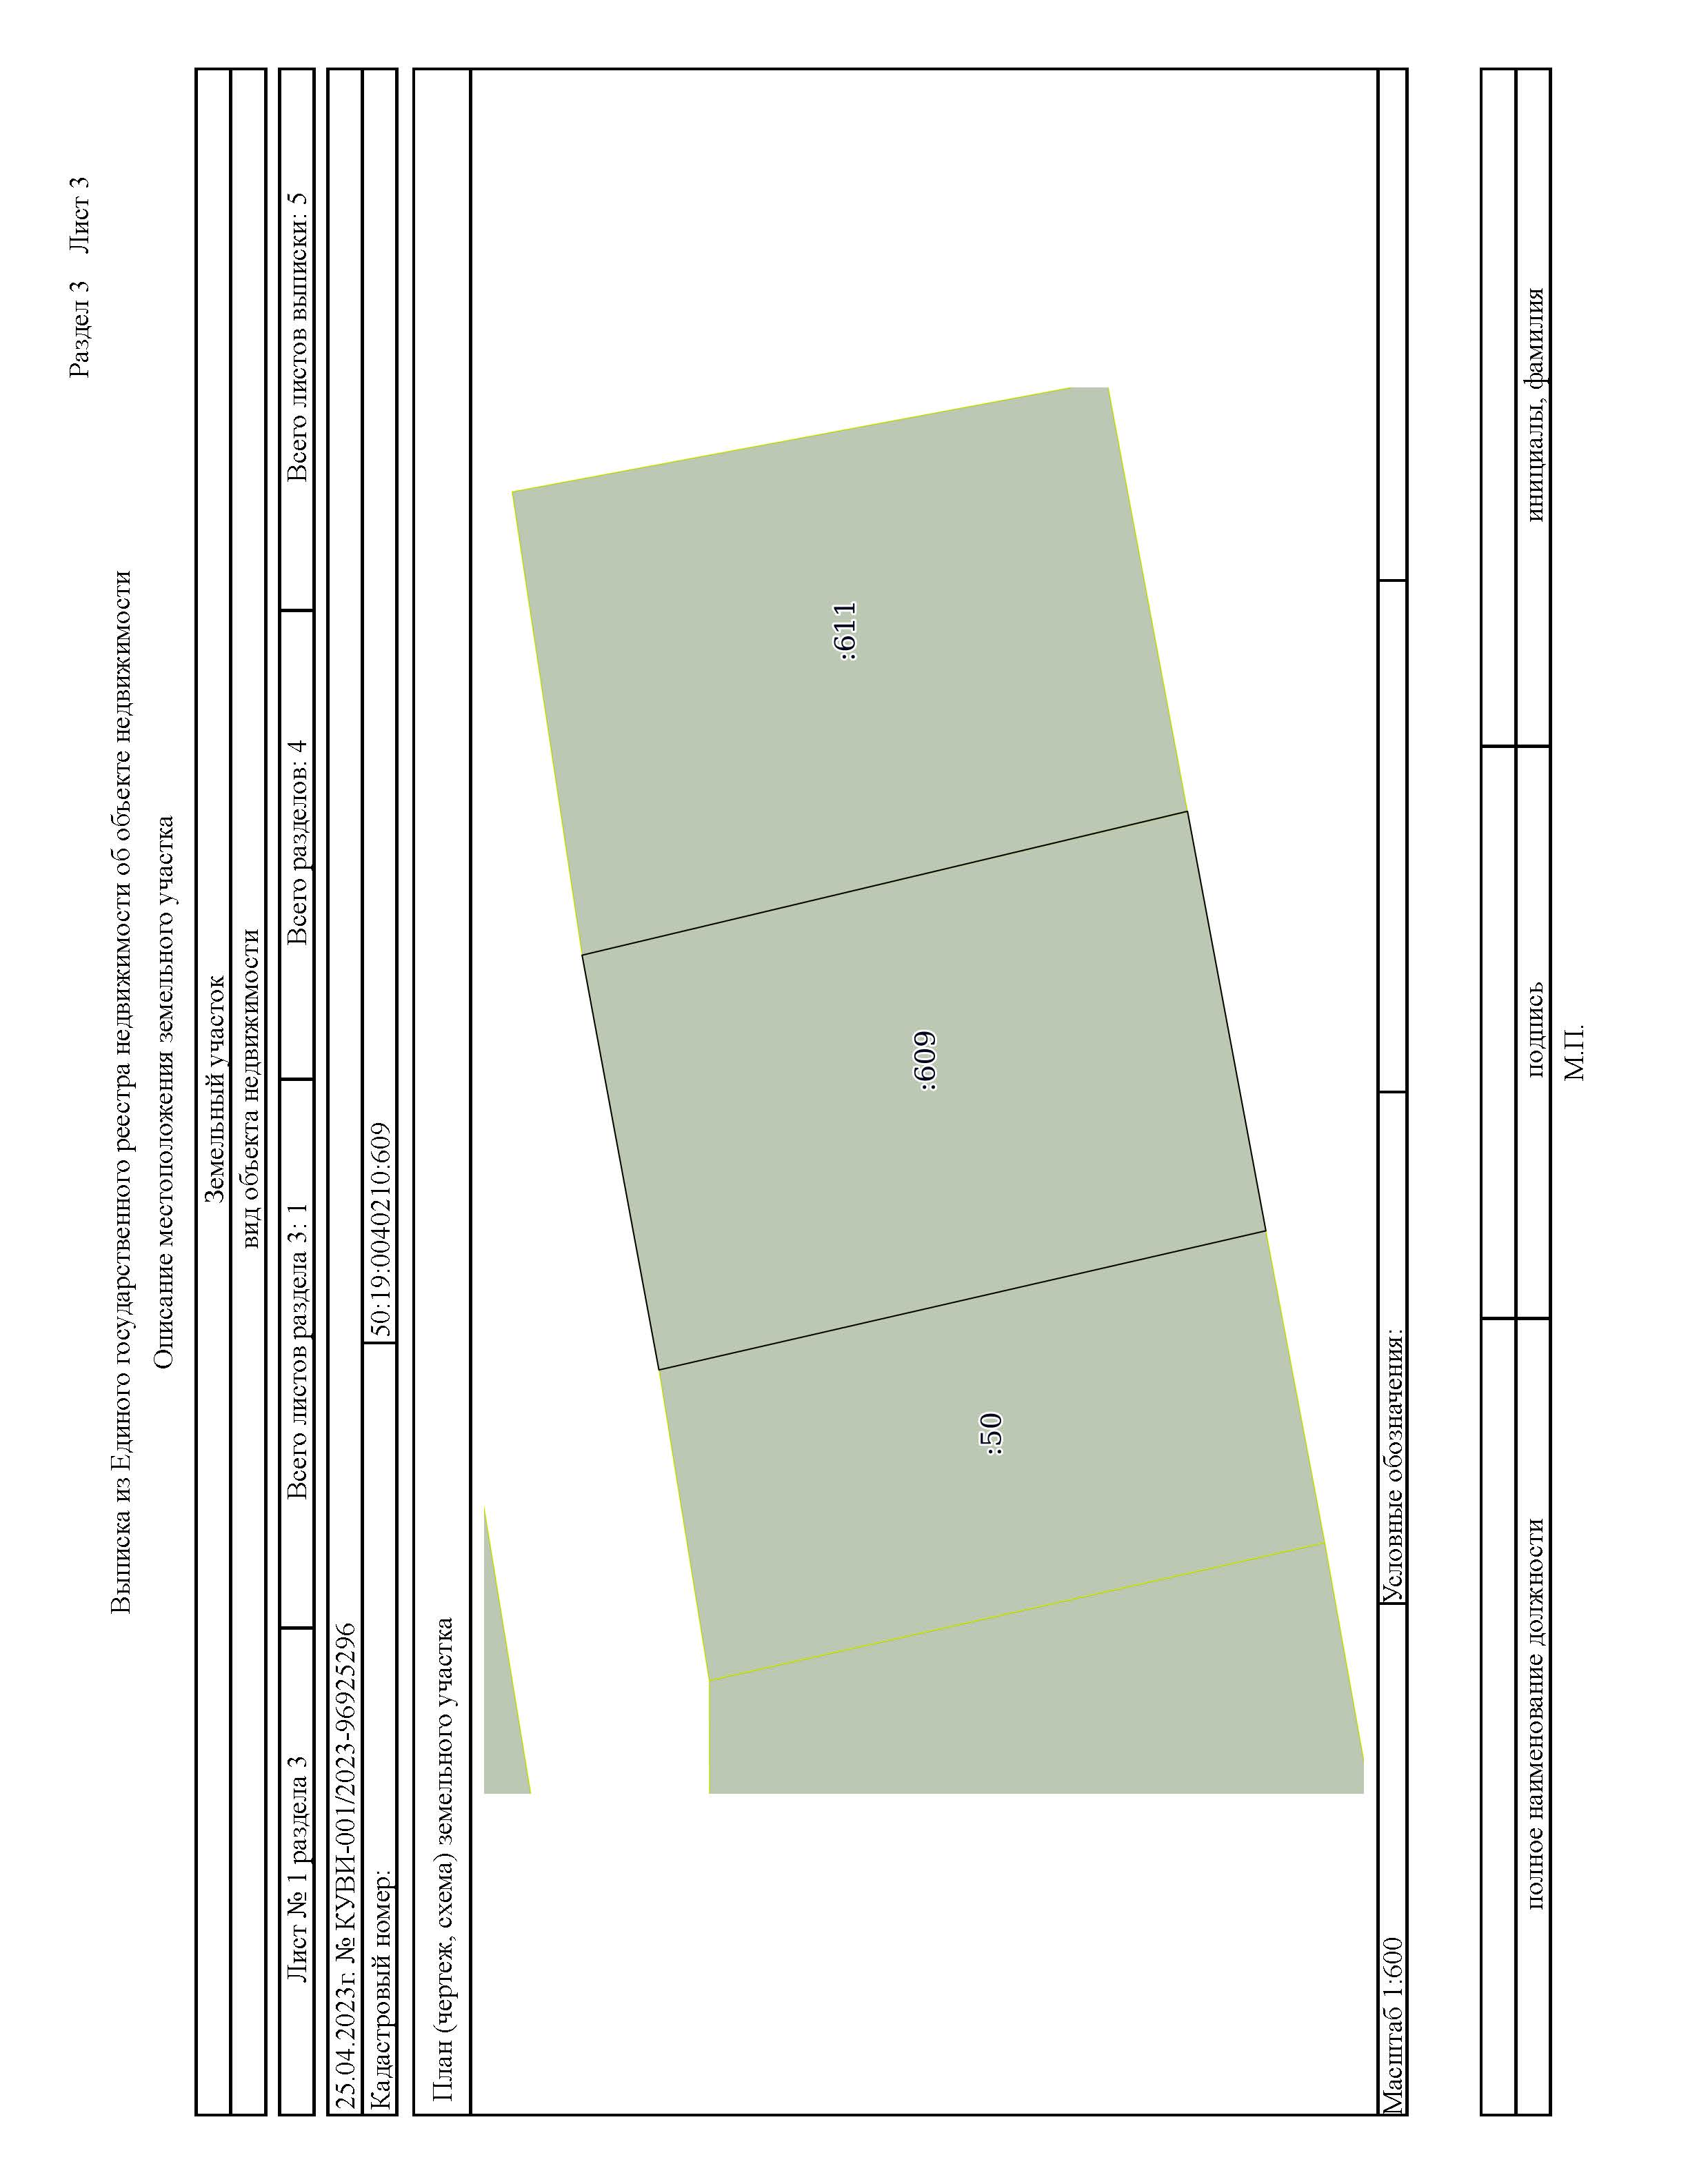 Раздел 3 Лист 3
Выписка из Единого государственного реестра недвижимости об объекте недвижимости
Описание местоположения земельного участка
Земельный участок
вид объекта недвижимости
Лист № 1 раздела 3 Всего листов раздела 3: 1 Всего разделов: 4 Всего листов выписки: 5
25.04.2023г. № КУВИ-001/2023-96925296
Кадастровый номер: 50:19:0040210:609
План (чертеж, схема) земельного участка
:611
:609
:50
Масштаб 1:600 Условные обозначения:
полное наименование должности подпись инициалы, фамилия
М.П.